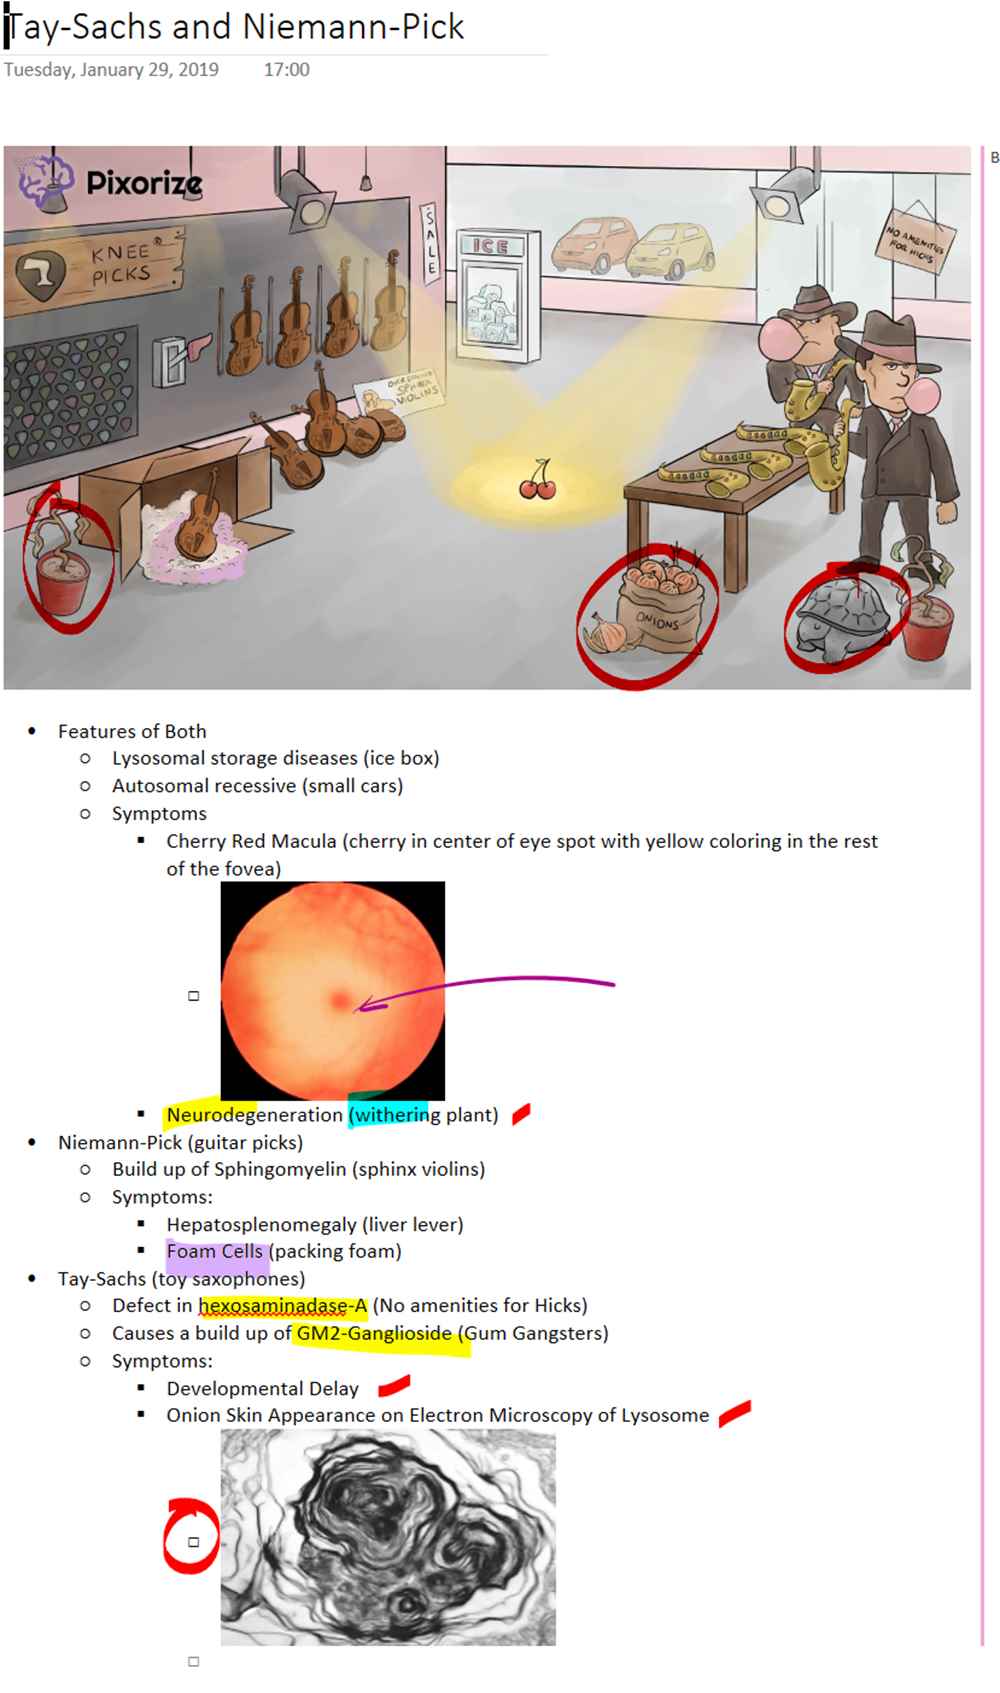 Tay-Sachs and Niemann-Pick
Tuesday, January 29, 2019 17:00
B
Pixorize
KNEE
PICKS
SALE
ICE
NO AMENITIES
FOR HICKS
SPHINX
VIOLINS
ONIONS
Features of Both
Lysosomal storage diseases (ice box)
Autosomal recessive (small cars)
Symptoms
Cherry Red Macula (cherry in center of eye spot with yellow coloring in the rest
of the fovea)
Neurodegeneration (withering plant)
Niemann-Pick (guitar picks)
Build up of Sphingomyelin (sphinx violins)
Symptoms:
Hepatosplenomegaly (liver lever)
Foam Cells (packing foam)
Tay-Sachs (toy saxophones)
Defect in hexosaminadase-A (No amenities for Hicks)
Causes a build up of GM2-Ganglioside (Gum Gangsters)
Symptoms:
Developmental Delay
Onion Skin Appearance on Electron Microscopy of Lysosome